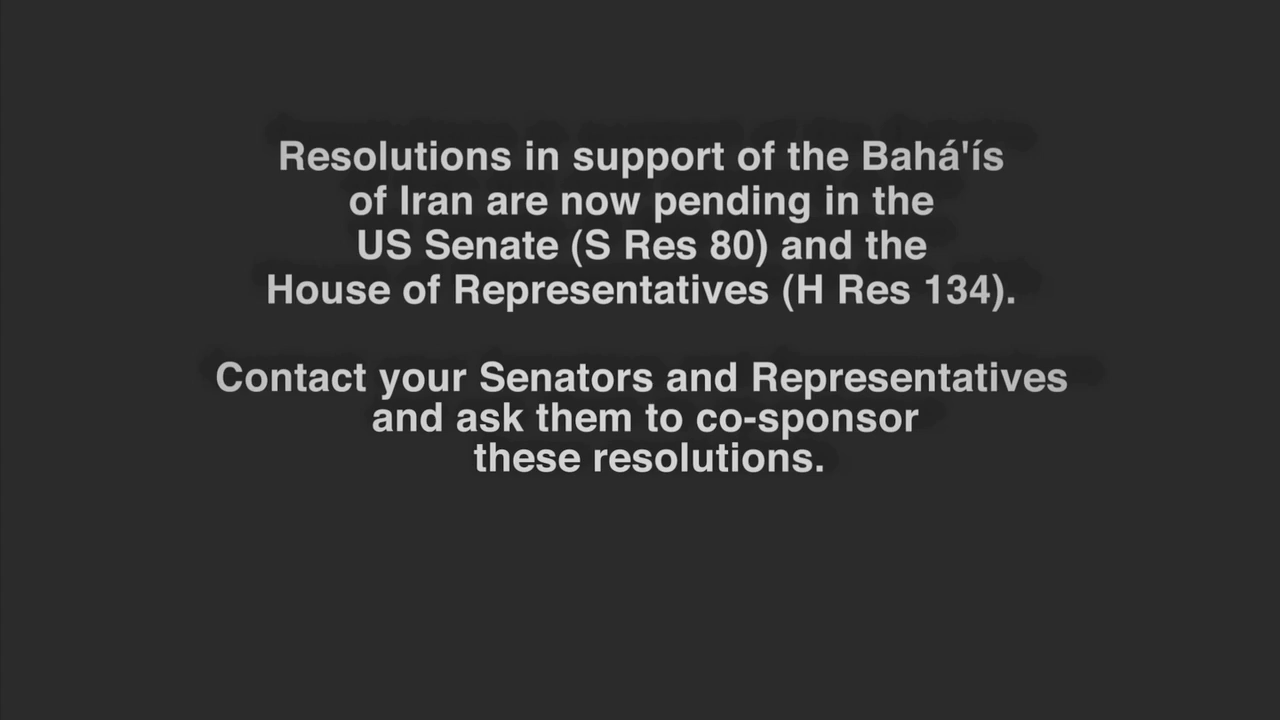 Resolutions in support of the Bahá'ís
of Iran are now pending in the
US Senate (S Res 80) and the
House of Representatives (H Res 134).
Contact your Senators and Representatives
and ask them to co-sponsor
these resolutions.